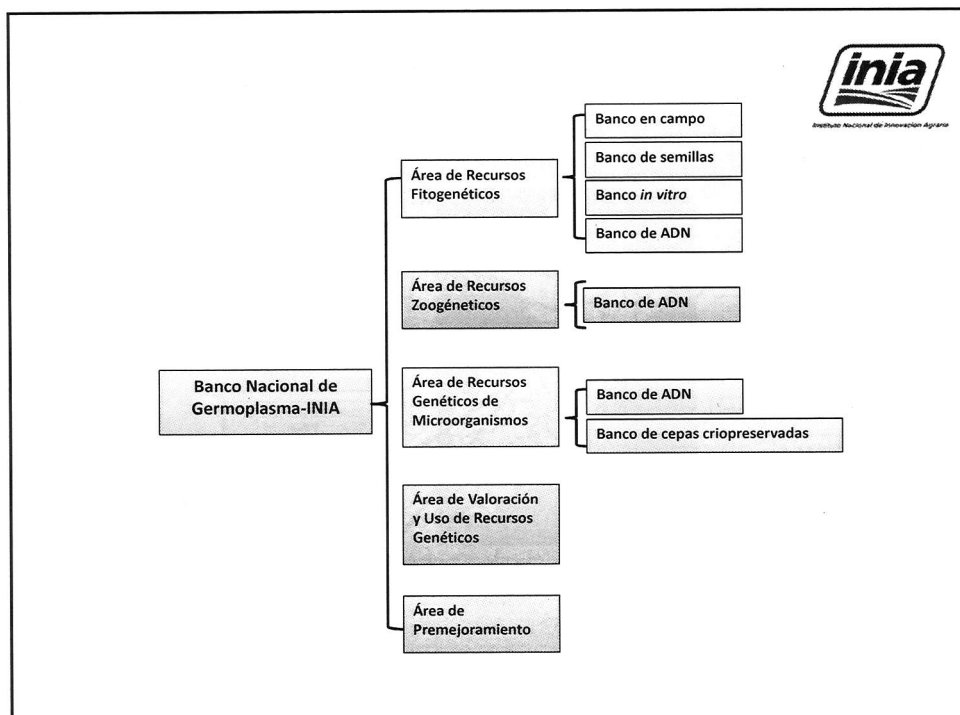 inia
Instituto Nacional de Innovación Agraria
Banco Nacional de
Germoplasma-INIA
Área de Recursos
Fitogenéticos
Banco en campo
Banco de semillas
Banco in vitro
Banco de ADN
Área de Recursos
Zoogéneticos
Banco de ADN
Área de Recursos
Genéticos de
Microorganismos
Banco de ADN
Banco de cepas criopreservadas
Área de Valoración
y Uso de Recursos
Genéticos
Área de
Premejoramiento